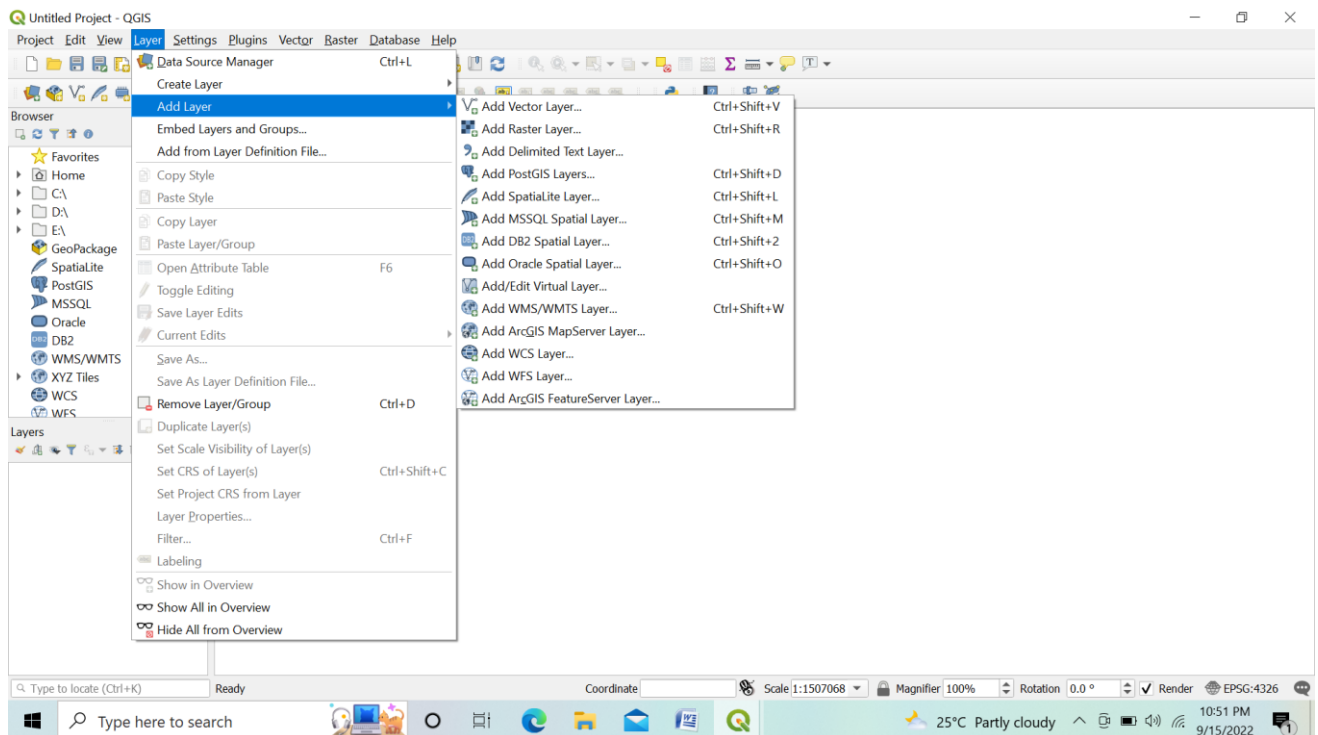 Untitled Project - QGIS
Project Edit View Layer Settings Plugins Vector Raster Database Help
Data Source Manager Ctrl+L
Create Layer
Add Layer
Embed Layers and Groups...
Add from Layer Definition File...
Copy Style
Paste Style
Copy Layer
Paste Layer/Group
Open Attribute Table F6
Toggle Editing
Save Layer Edits
Current Edits
Save As...
Save As Layer Definition File...
Remove Layer/Group Ctrl+D
Duplicate Layer(s)
Set Scale Visibility of Layer(s)
Set CRS of Layer(s) Ctrl+Shift+C
Set Project CRS from Layer
Layer Properties...
Filter... Ctrl+F
Labeling
Show in Overview
Show All in Overview
Hide All from Overview
Add Vector Layer... Ctrl+Shift+V
Add Raster Layer... Ctrl+Shift+R
Add Delimited Text Layer...
Add PostGIS Layers... Ctrl+Shift+D
Add SpatiaLite Layer... Ctrl+Shift+L
Add MSSQL Spatial Layer... Ctrl+Shift+M
Add DB2 Spatial Layer... Ctrl+Shift+2
Add Oracle Spatial Layer... Ctrl+Shift+O
Add/Edit Virtual Layer...
Add WMS/WMTS Layer... Ctrl+Shift+W
Add ArcGIS MapServer Layer...
Add WCS Layer...
Add WFS Layer...
Add ArcGIS FeatureServer Layer...
Browser
Favorites
Home
C:\
D:\
E:\
GeoPackage
SpatiaLite
PostGIS
MSSQL
Oracle
DB2
WMS/WMTS
XYZ Tiles
WCS
WFS
Layers
Type to locate (Ctrl+K) Ready Coordinate Scale 1:1507068 Magnifier 100% Rotation 0.0 ° Render EPSG:4326
Type here to search 25°C Partly cloudy 10:51 PM
9/15/2022 1